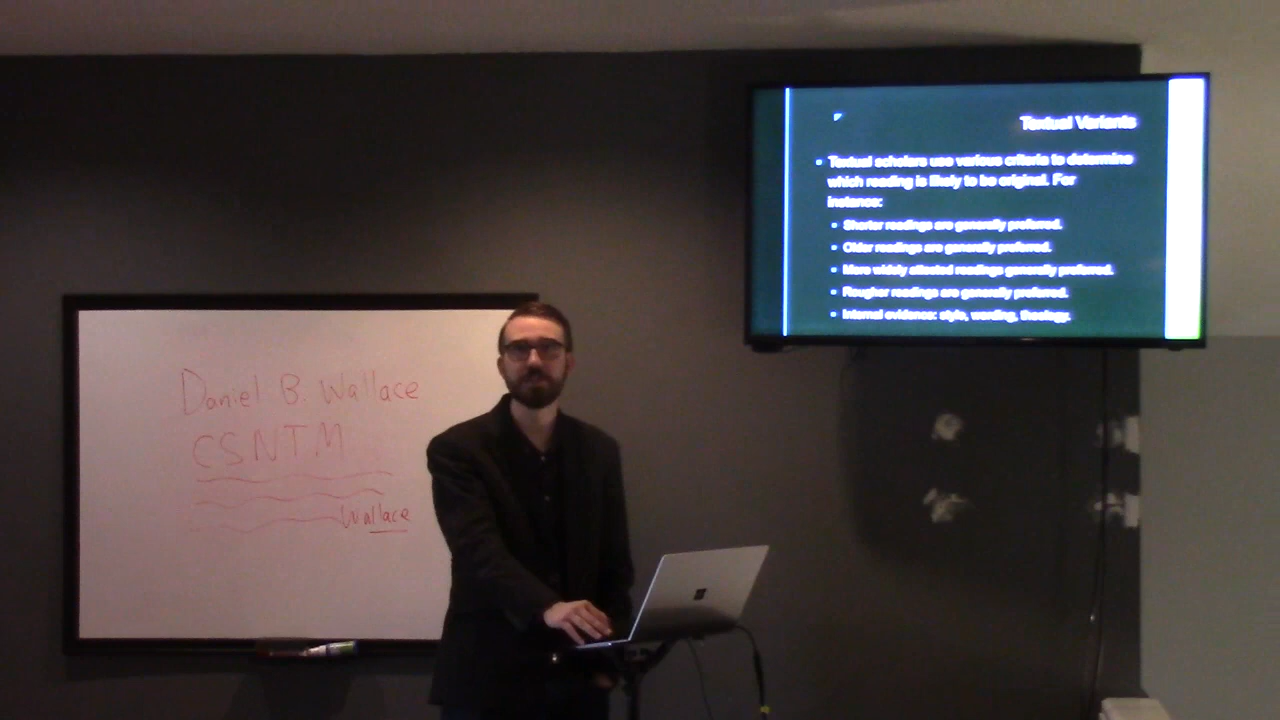 Daniel B. Wallace
CSNTM
Wallace
Textual Variants
Textual scholars use various criteria to determine
which reading is likely to be original. For
instance:
Shorter readings are generally preferred.
Older readings are generally preferred.
More widely attested readings generally preferred.
Rougher readings are generally preferred.
Internal evidence: style, wording, theology.